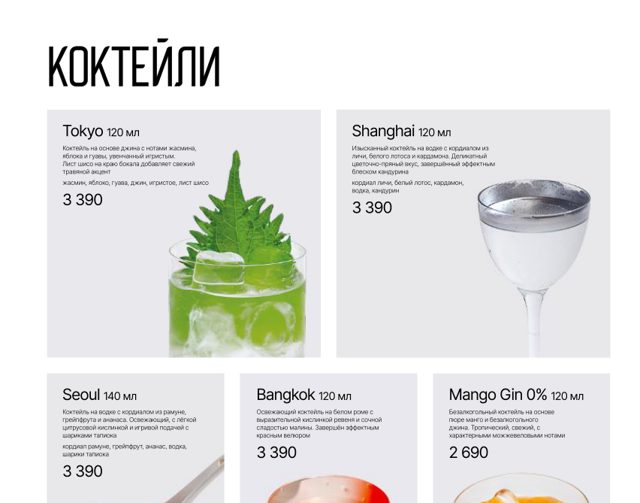 КОКТЕЙЛИ
Tokyo 120 мл
Коктейль на основе джина с нотами жасмина,
яблока и гуавы, увенчанный игристым.
Лист шисо на краю бокала добавляет свежий
травяной акцент
жасмин, яблоко, гуава, джин, игристое, лист шисо
3 390
Shanghai 120 мл
Изысканный коктейль на водке с кордиалом из
личи, белого лотоса и кардамона. Деликатный
цветочно-пряный вкус, завершённый эффектным
блеском кандурина
кордиал личи, белый лотос, кардамон,
водка, кандурин
3 390
Seoul 140 мл
Коктейль на водке с кордиалом из рамуне,
грейпфрута и ананаса. Освежающий, с лёгкой
цитрусовой кислинкой и игривой подачей с
шариками тапиока
кордиал рамуне, грейпфрут, ананас, водка,
шарики тапиока
3 390
Bangkok 120 мл
Освежающий коктейль на белом роме с
выразительной кислинкой ревеня и сочной
сладостью малины. Завершён эффектным
красным велюром
3 390
Mango Gin 0% 120 мл
Безалкогольный коктейль на основе
пюре манго и безалкогольного
джина. Тропический, свежий, с
характерными можжевеловыми нотами
2 690